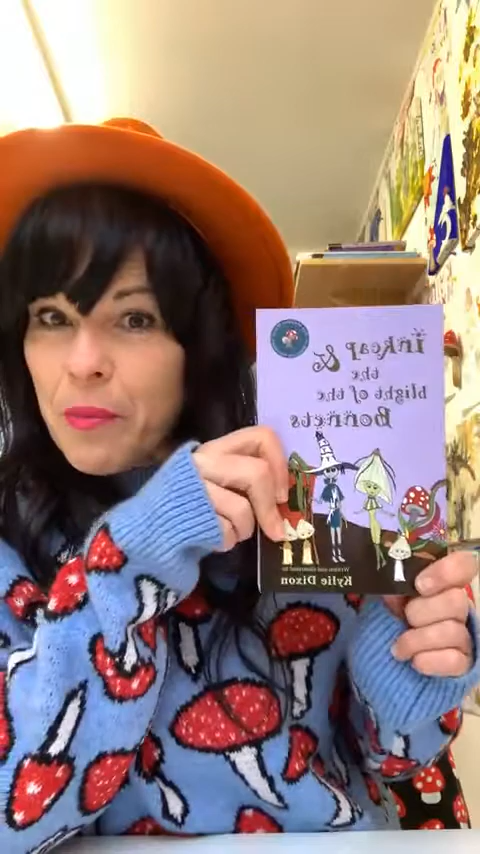 Inkcap &
the
blight of the
Bonnets
Written and illustrated by
Kylie Dixon